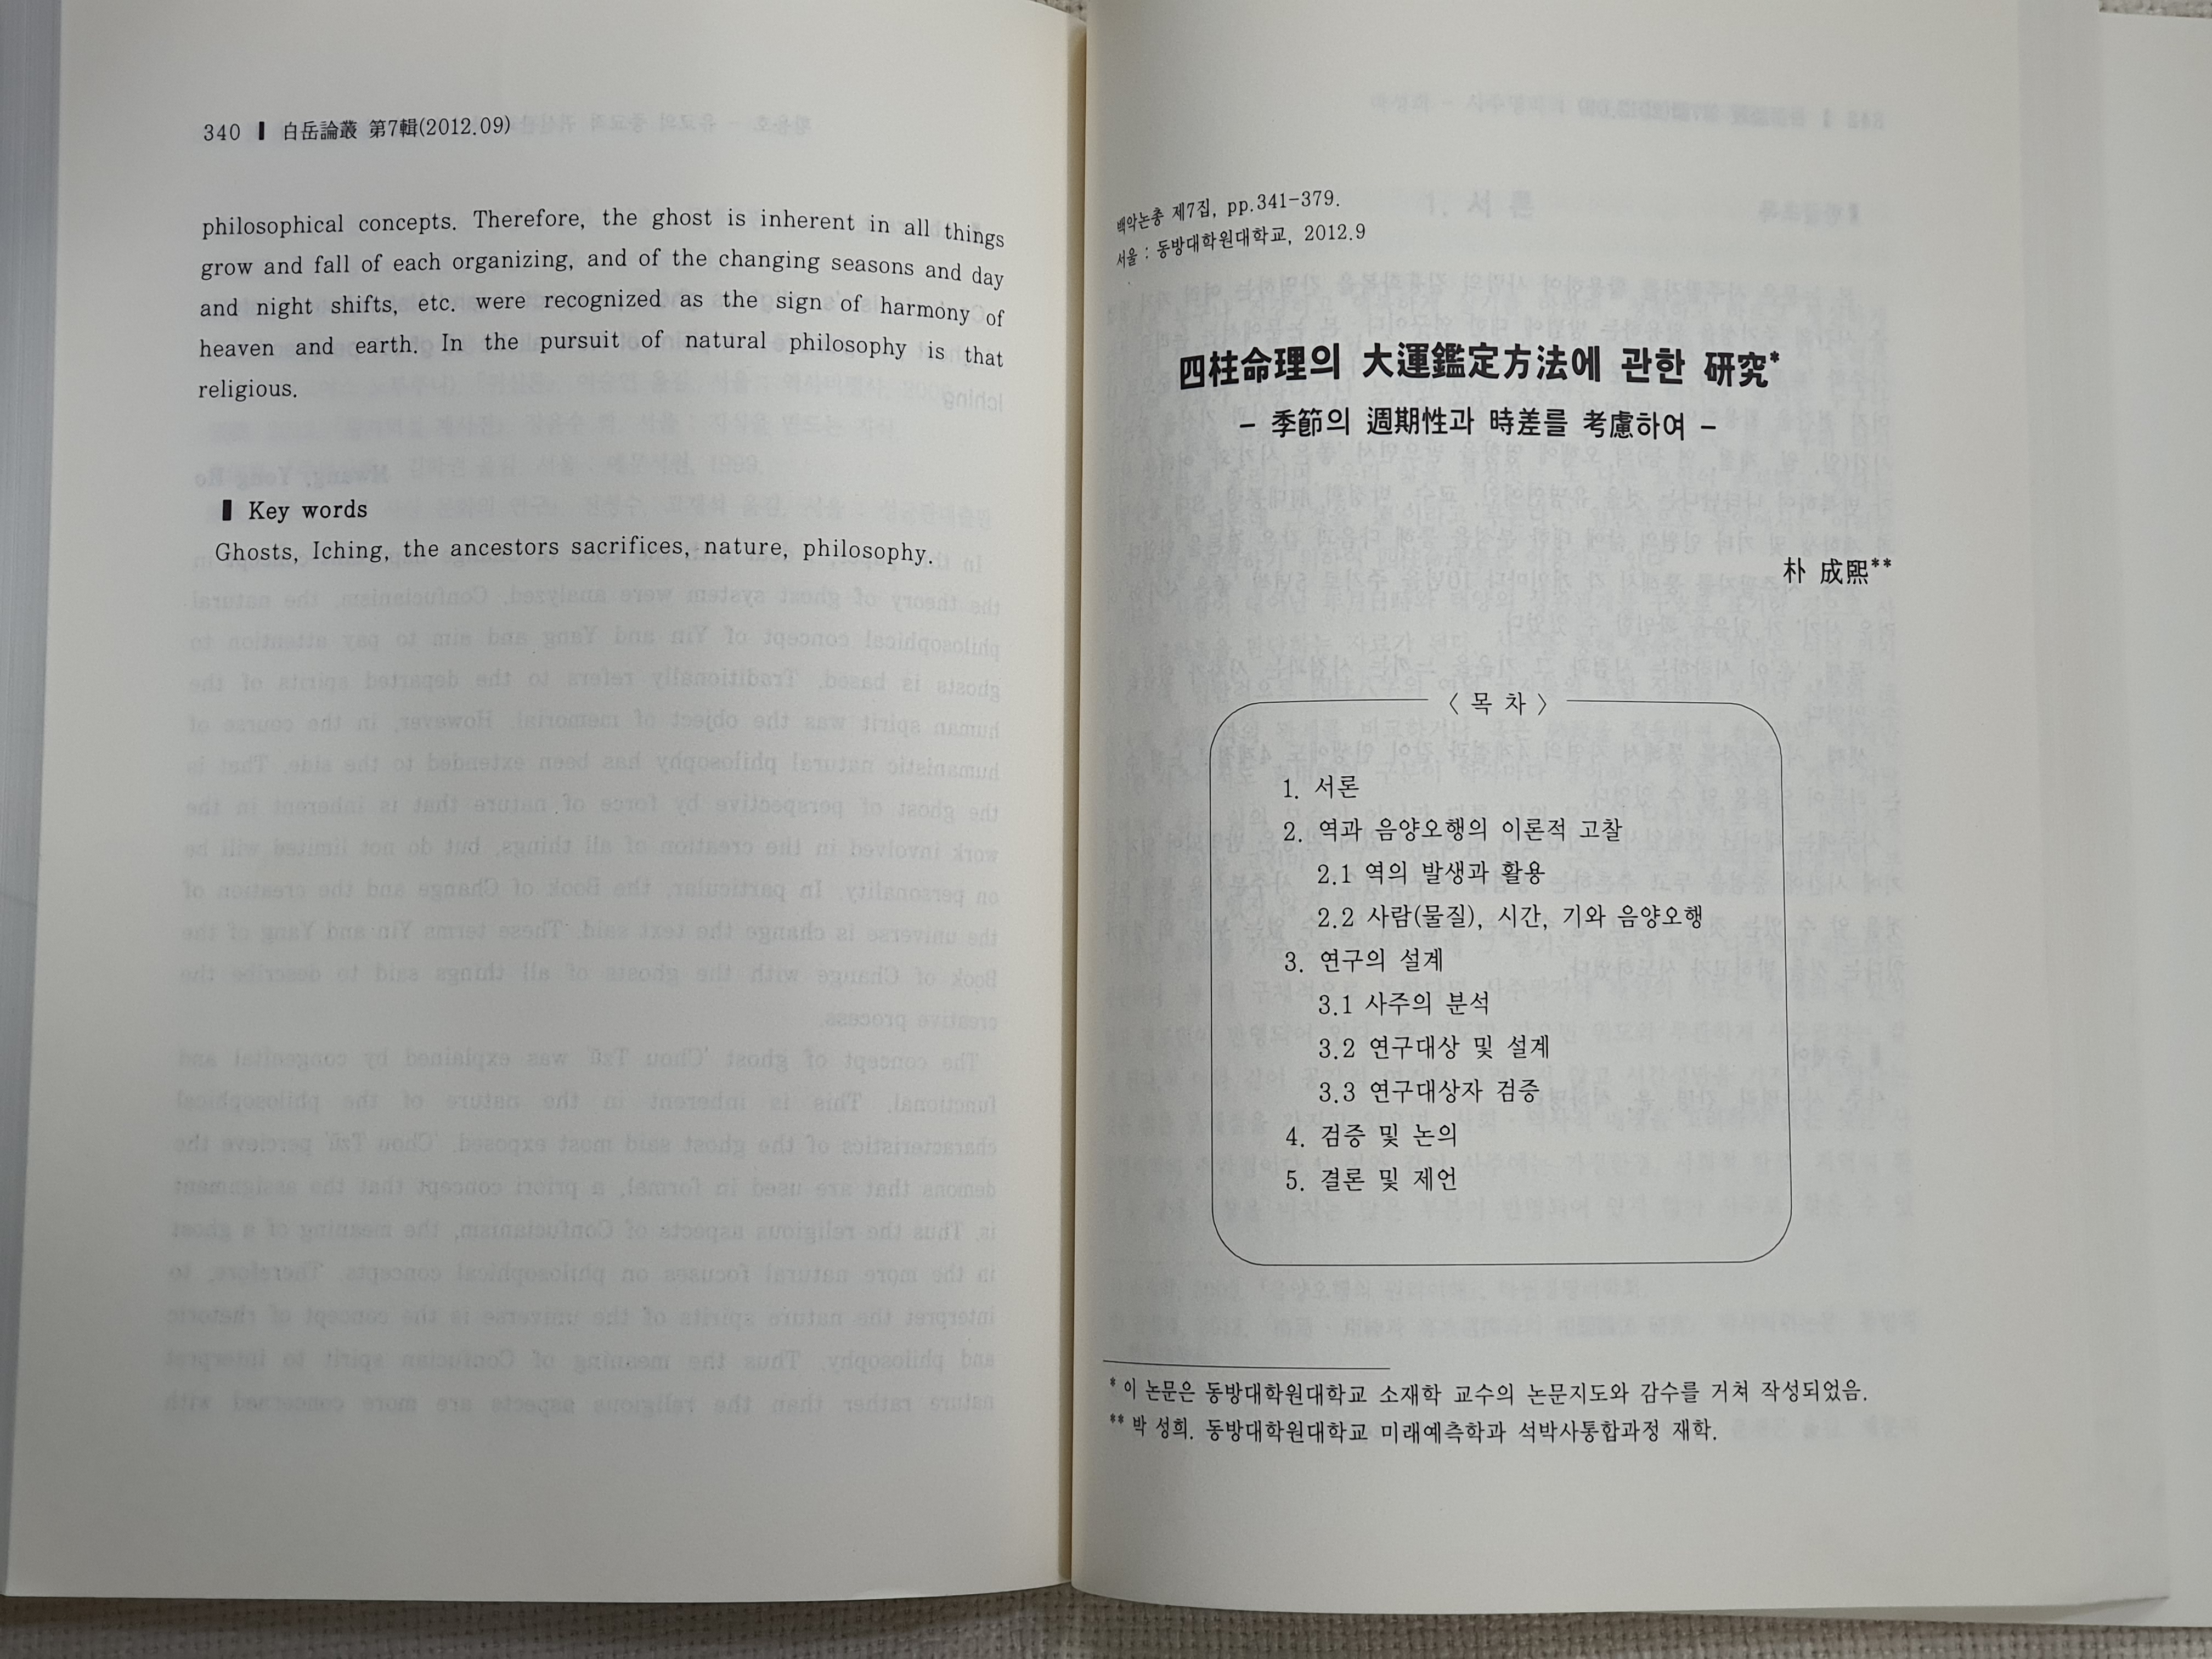 340 ▌ 白岳論叢 第7輯(2012.09)
philosophical concepts. Therefore, the ghost is inherent in all things
grow and fall of each organizing, and of the changing seasons and day
and night shifts, etc. were recognized as the sign of harmony of
heaven and earth. In the pursuit of natural philosophy is that
religious.
▌ Key words
Ghosts, Iching, the ancestors sacrifices, nature, philosophy.
백악논총 제7집, pp.341-379.
서울 : 동방대학원대학교, 2012.9
四柱命理의 大運鑑定方法에 관한 研究*
- 季節의 週期性과 時差를 考慮하여 -
朴 成熙**
〈 목 차 〉
1. 서론
2. 역과 음양오행의 이론적 고찰
2.1 역의 발생과 활용
2.2 사람(물질), 시간, 기와 음양오행
3. 연구의 설계
3.1 사주의 분석
3.2 연구대상 및 설계
3.3 연구대상자 검증
4. 검증 및 논의
5. 결론 및 제언
* 이 논문은 동방대학원대학교 소재학 교수의 논문지도와 감수를 거쳐 작성되었음.
** 박성희. 동방대학원대학교 미래예측학과 석박사통합과정 재학.